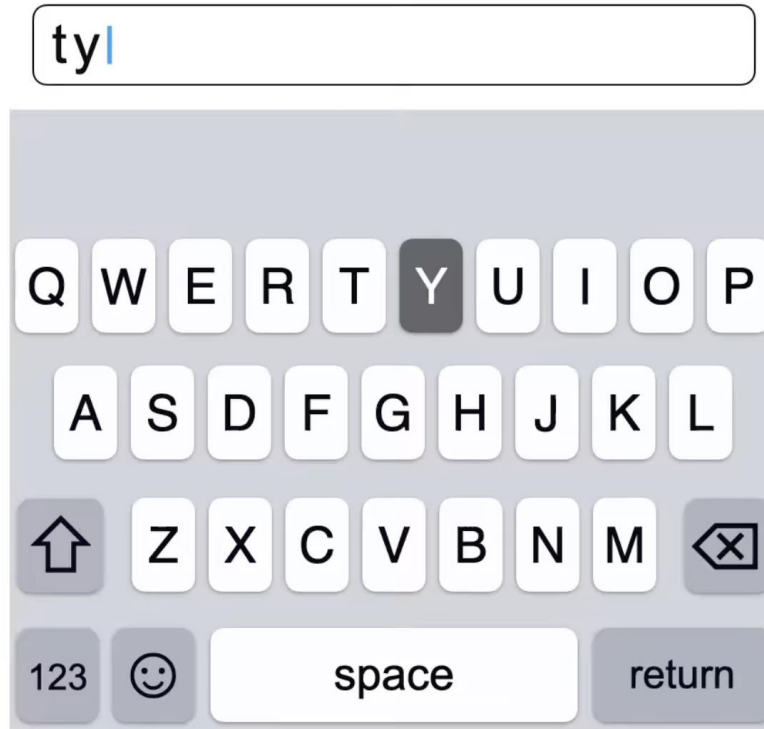 ty
Q W E R T Y U I O P
A S D F G H J K L
Z X C V B N M
123 space return